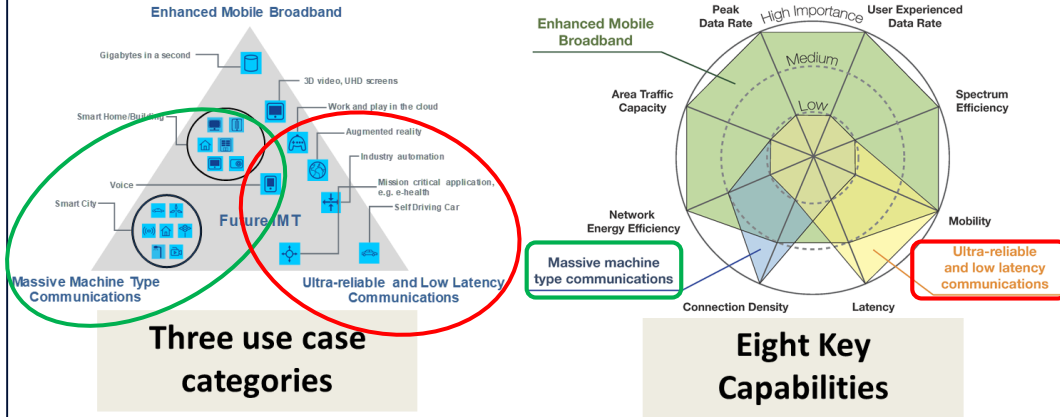 Enhanced Mobile Broadband
Gigabytes in a second
3D video, UHD screens
Work and play in the cloud
Smart Home/Building
Augmented reality
Industry automation
Voice
Mission critical application,
e.g. e-health
Smart City
Future IMT
Self Driving Car
Massive Machine Type
Communications
Ultra-reliable and Low Latency
Communications
Three use case
categories
Peak
Data Rate
High Importance
User Experienced
Data Rate
Enhanced Mobile
Broadband
Medium
Area Traffic
Capacity
Low
Spectrum
Efficiency
Network
Energy Efficiency
Mobility
Massive machine
type communications
Ultra-reliable
and low latency
communications
Connection Density
Latency
Eight Key
Capabilities